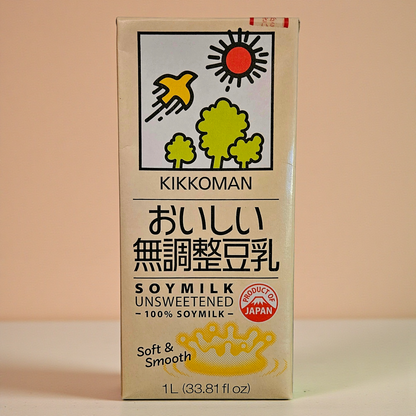 KIKKOMAN
おいしい
無調整豆乳
SOYMILK
UNSWEETENED
~ 100% SOYMILK ~
PRODUCT OF
JAPAN
Soft &
Smooth
1L (33.81 fl oz)